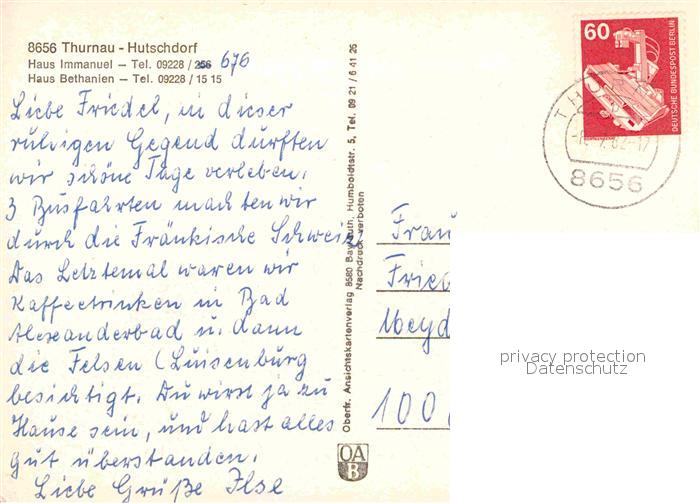 8656 Thurnau - Hutschdorf
Haus Immanuel — Tel. 09228 / 256 676
Haus Bethanien — Tel. 09228 / 15 15
Liebe Friedel, in dieser
ruhigen Gegend durften
wir schöne Tage verleben.
3 Busfahrten machten wir
durch die Fränkische Schweiz,
Das Letztemal waren wir
Kaffeetrinken in Bad
Alexanderbad u. dann
die Felsen (Luisenburg
besichtigt. Du wirst ja zu
Hause sein, und hast alles
gut überstanden.
Liebe Grüße Ilse
Oberfr. Ansichtskartenverlag 8580 Bayreuth, Humboldtstr. 5, Tel. 09 21 / 6 41 26
Nachdruck verboten
OA
B
60
DEUTSCHE BUNDESPOST BERLIN
8656
Frau
Fried
Meyd
100
privacy protection
Datenschutz